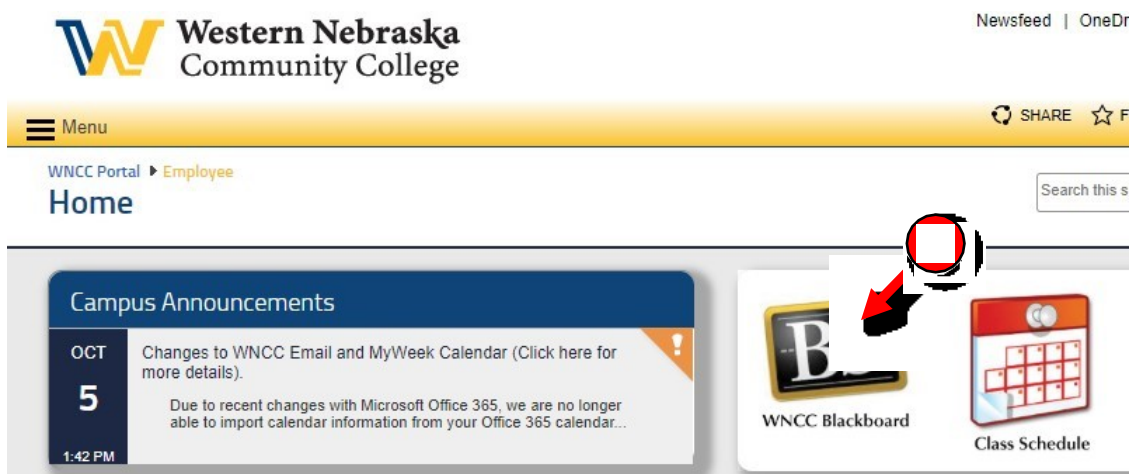 Western Nebraska
Community College
Newsfeed | OneDr
Menu
SHARE
WNCC Portal Employee
Home
Search this s
Campus Announcements
OCT
5
1:42 PM
Changes to WNCC Email and MyWeek Calendar (Click here for
more details).
Due to recent changes with Microsoft Office 365, we are no longer
able to import calendar information from your Office 365 calendar...
WNCC Blackboard
Class Schedule